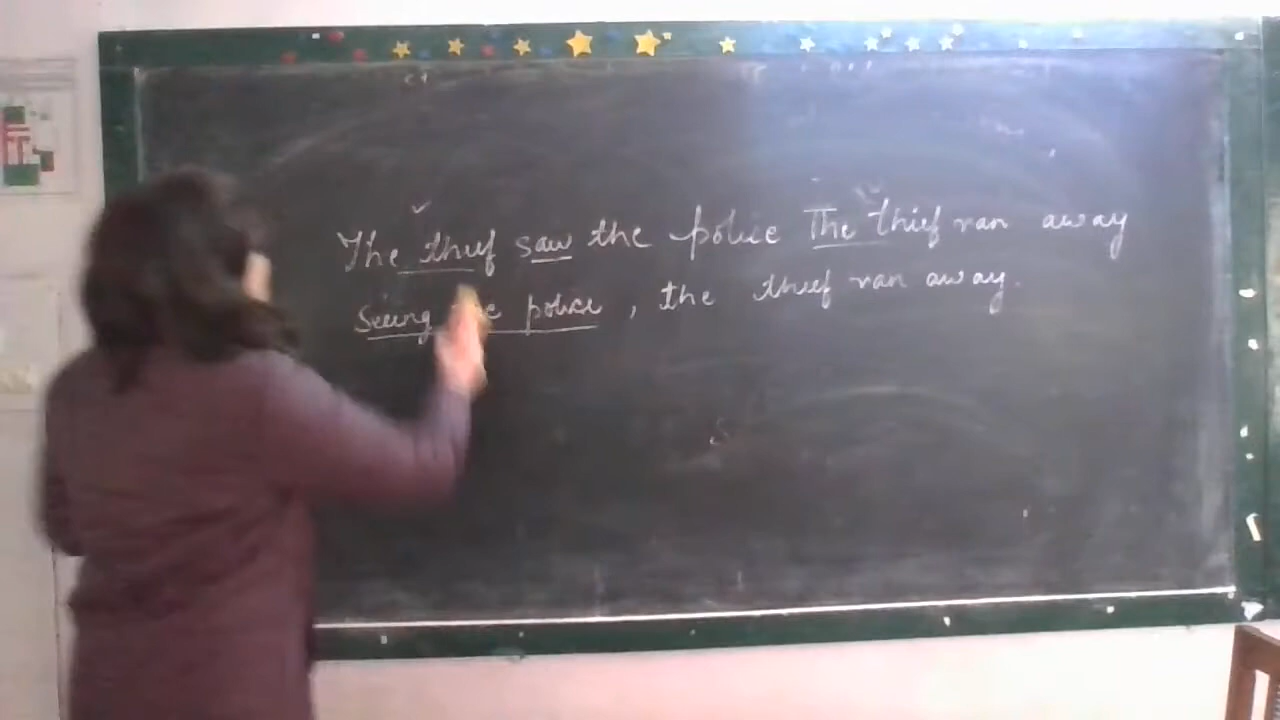 The thief saw the police The thief ran away
Seeing the police, the thief ran away.
S